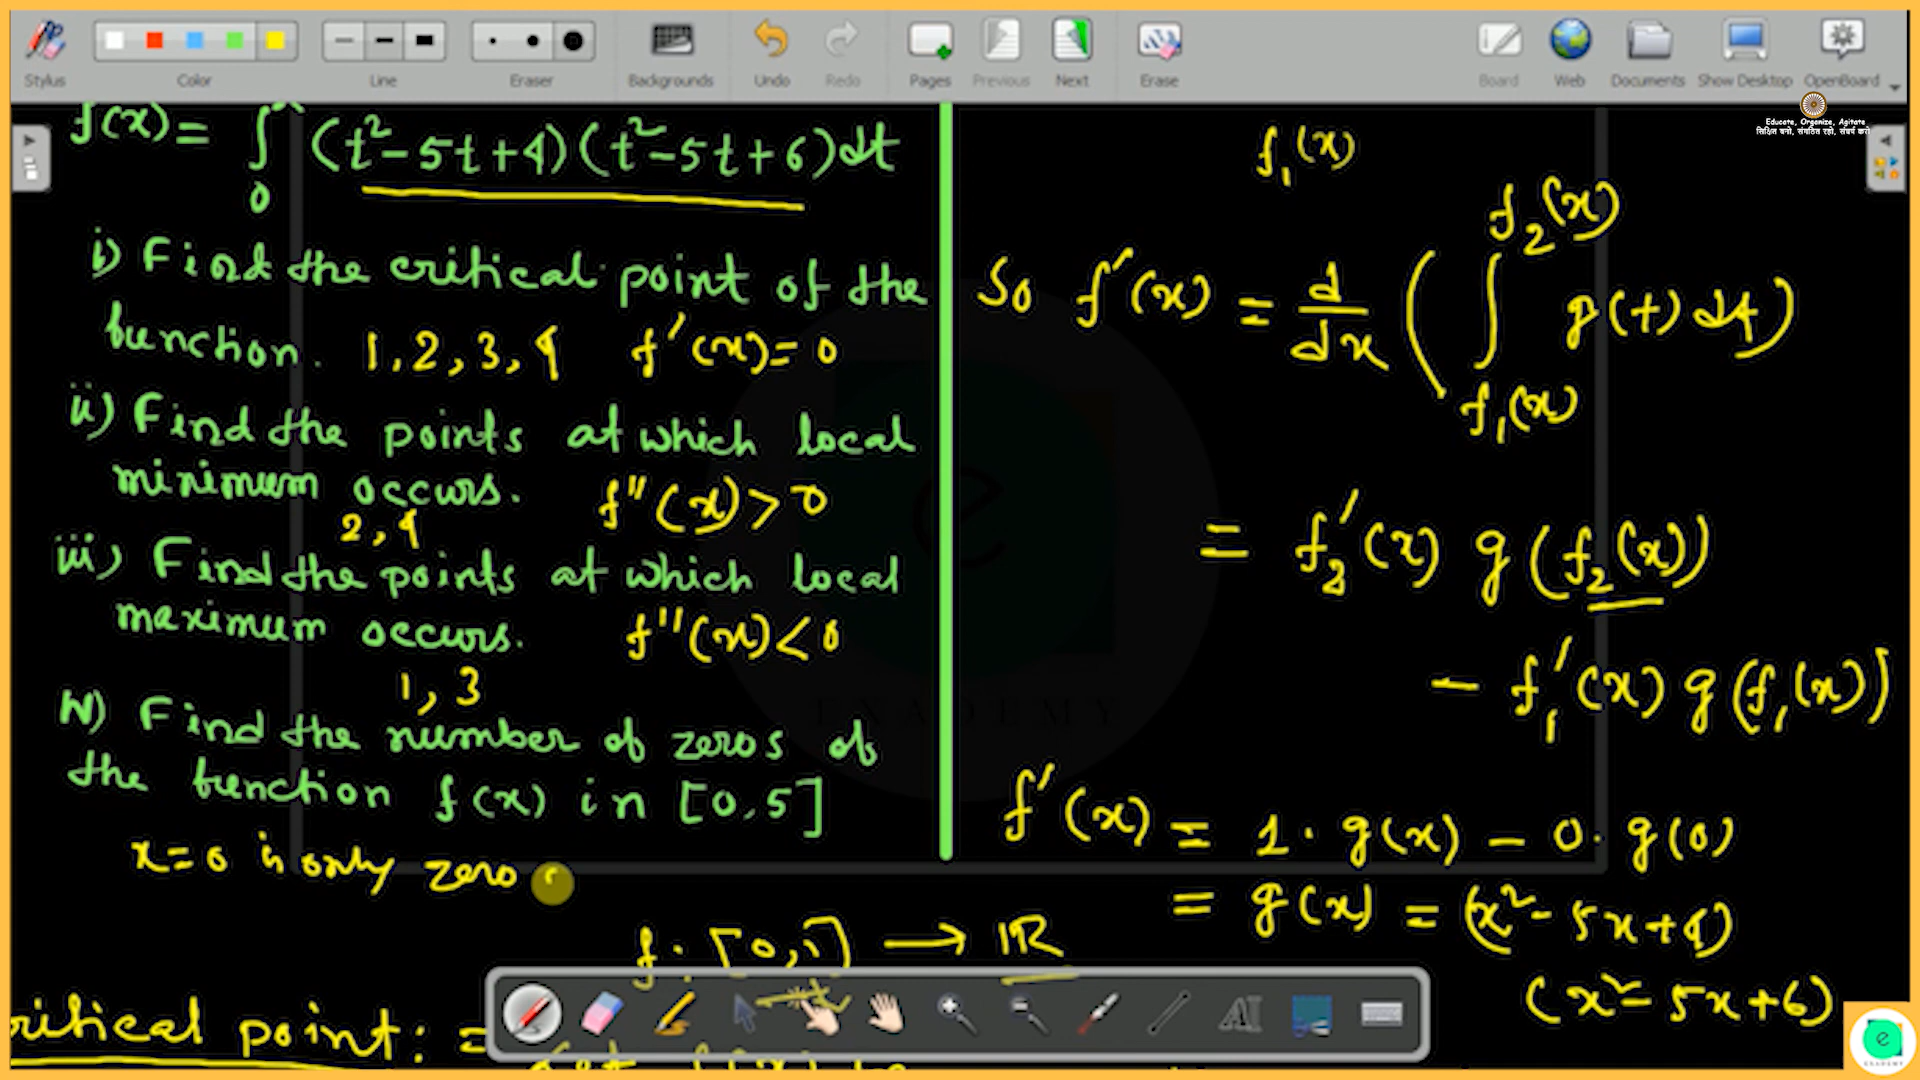 Stylus
Color
Line
Eraser
Backgrounds
Undo
Redo
Pages
Previous
Next
Erase
Board
Web
Documents
Show Desktop
OpenBoard
Educate, Organize, Agitate
f(x) = ∫₀ˣ (t²-5t+4)(t²-5t+6)dt
i) Find the critical point of the
function. 1,2,3,4 f'(x)=0
ii) Find the points at which local
minimum occurs. f''(x)>0
2,4
iii) Find the points at which local
maximum occurs. f''(x)<0
1,3
iv) Find the number of zeros of
the function f(x) in [0,5]
x=0 is only zero
f: [0, ] → IR
critical point: =
f₁(x)
So f'(x) = d/dx ( ∫ g(t)dt )
f₂(x)
f₁(x)
= f₂'(x) g(f₂(x))
- f₁'(x) g(f₁(x))
f'(x) = 1·g(x) - 0·g(0)
= g(x) = (x²-5x+4)
(x²-5x+6)
e